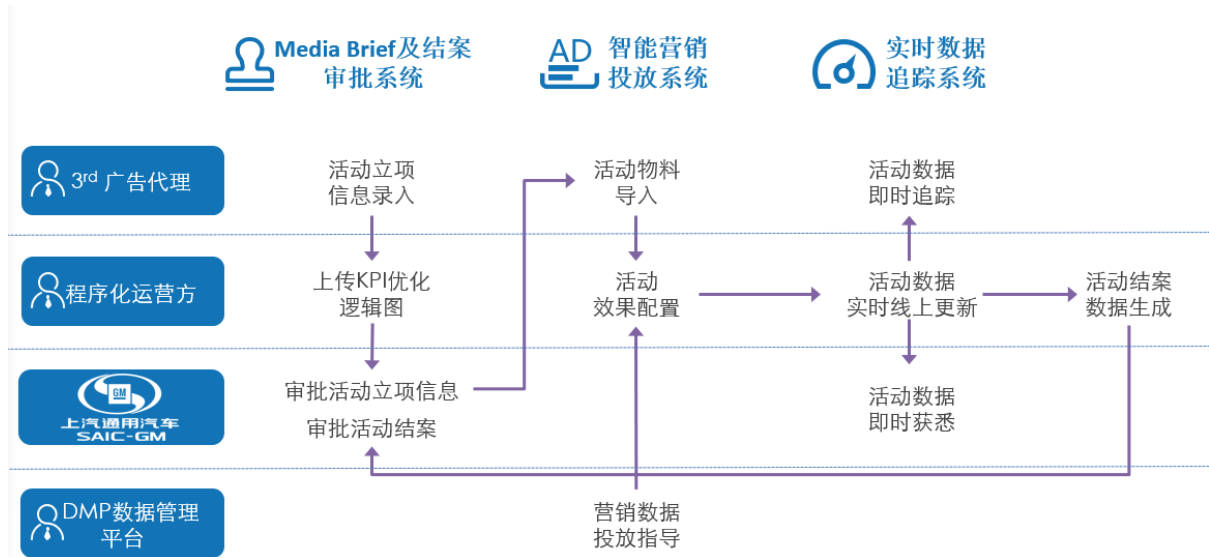 Media Brief及结案
审批系统
AD
智能营销
投放系统
实时数据
追踪系统
3rd 广告代理
活动立项
信息录入
活动物料
导入
活动数据
即时追踪
程序化运营方
上传KPI优化
逻辑图
活动
效果配置
活动数据
实时线上更新
活动结案
数据生成
GM
上汽通用汽车
SAIC-GM
审批活动立项信息
审批活动结案
活动数据
即时获悉
DMP数据管理
平台
营销数据
投放指导